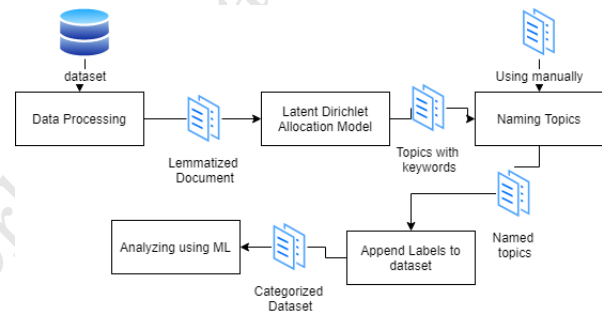 dataset
Using manually
Data Processing
Latent Dirichlet
Allocation Model
Naming Topics
Lemmatized
Document
Topics with
keywords
Named
topics
Analyzing using ML
Append Labels to
dataset
Categorized
Dataset